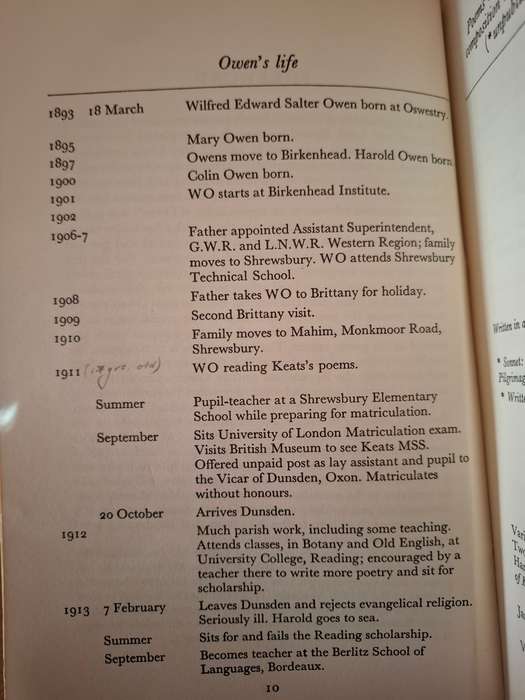 Owen's life
1893 18 March Wilfred Edward Salter Owen born at Oswestry.
1895 Mary Owen born.
1897 Owens move to Birkenhead. Harold Owen born
1900 Colin Owen born.
1901 WO starts at Birkenhead Institute.
1902
1906-7 Father appointed Assistant Superintendent,
G.W.R. and L.N.W.R. Western Region; family
moves to Shrewsbury. WO attends Shrewsbury
Technical School.
1908 Father takes WO to Brittany for holiday.
1909 Second Brittany visit.
1910 Family moves to Mahim, Monkmoor Road,
Shrewsbury.
1911 old) WO reading Keats's poems.
Summer Pupil-teacher at a Shrewsbury Elementary
School while preparing for matriculation.
September Sits University of London Matriculation exam.
Visits British Museum to see Keats MSS.
Offered unpaid post as lay assistant and pupil to
the Vicar of Dunsden, Oxon. Matriculates
without honours.
20 October Arrives Dunsden.
1912 Much parish work, including some teaching.
Attends classes, in Botany and Old English, at
University College, Reading; encouraged by a
teacher there to write more poetry and sit for
scholarship.
1913 7 February Leaves Dunsden and rejects evangelical religion.
Seriously ill. Harold goes to sea.
Summer Sits for and fails the Reading scholarship.
September Becomes teacher at the Berlitz School of
Languages, Bordeaux.
10
Poems
composition
Written in a
* Sonnet:
Pilgrimag
* Writte